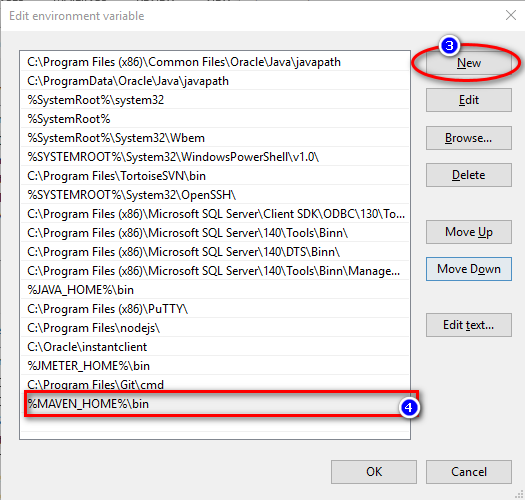 Edit environment variable
C:\Program Files (x86)\Common Files\Oracle\Java\javapath
C:\ProgramData\Oracle\Java\javapath
%SystemRoot%\system32
%SystemRoot%
%SystemRoot%\System32\Wbem
%SYSTEMROOT%\System32\WindowsPowerShell\v1.0\
C:\Program Files\TortoiseSVN\bin
%SYSTEMROOT%\System32\OpenSSH\
C:\Program Files (x86)\Microsoft SQL Server\Client SDK\ODBC\130\To...
C:\Program Files (x86)\Microsoft SQL Server\140\Tools\Binn\
C:\Program Files (x86)\Microsoft SQL Server\140\DTS\Binn\
C:\Program Files (x86)\Microsoft SQL Server\140\Tools\Binn\Manage...
%JAVA_HOME%\bin
C:\Program Files (x86)\PuTTY\
C:\Program Files\nodejs\
C:\Oracle\instantclient
%JMETER_HOME%\bin
C:\Program Files\Git\cmd
%MAVEN_HOME%\bin
4
3
New
Edit
Browse...
Delete
Move Up
Move Down
Edit text...
OK
Cancel